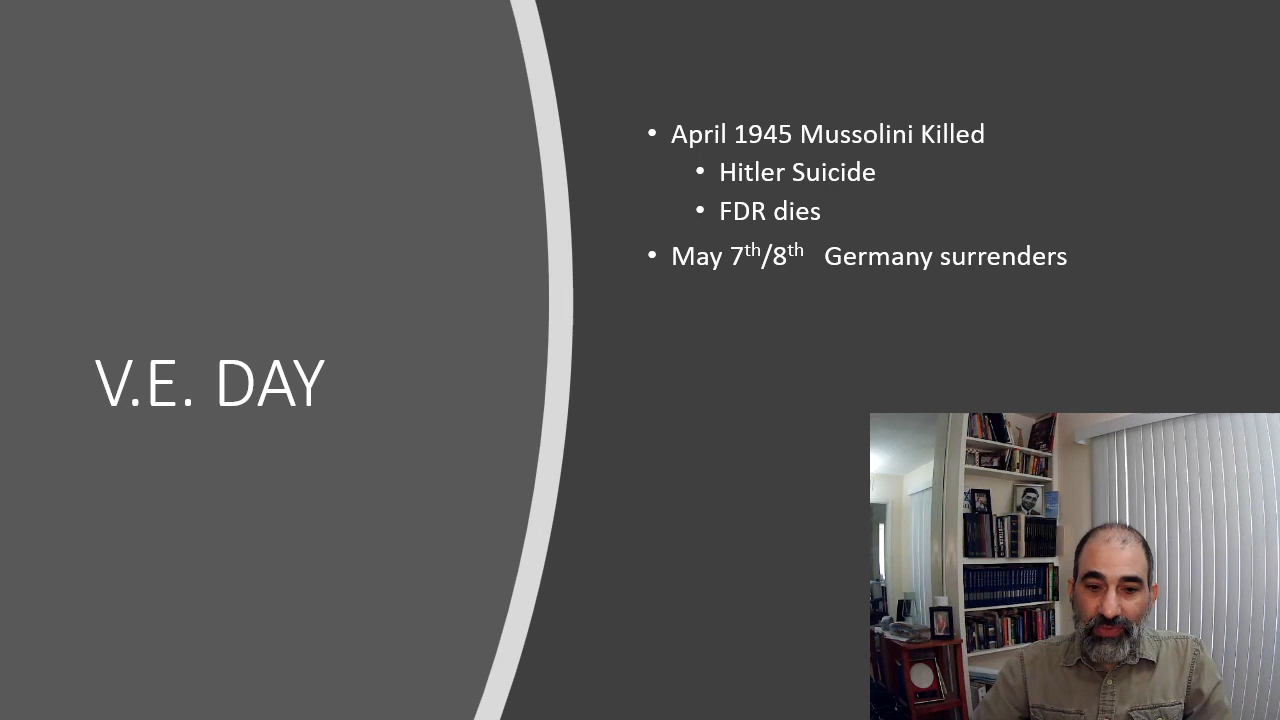 V.E. DAY
• April 1945 Mussolini Killed
• Hitler Suicide
• FDR dies
• May 7th/8th Germany surrenders